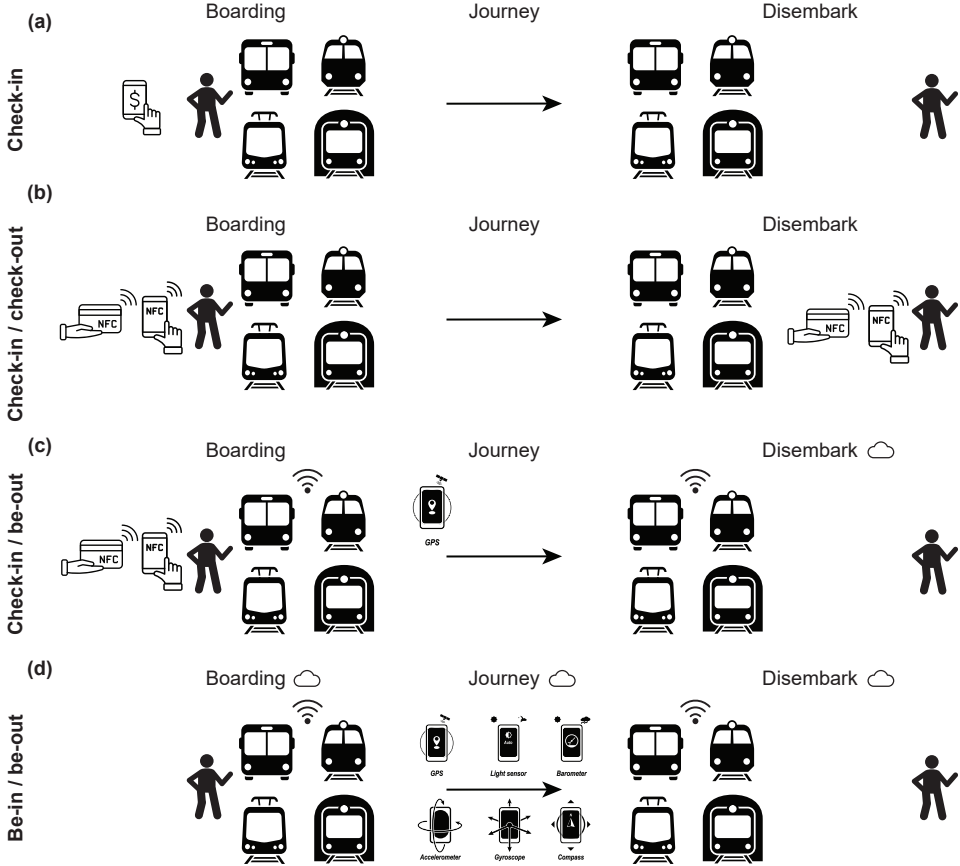 (a)
Boarding
Journey
Disembark
Check-in
$
(b)
Boarding
Journey
Disembark
Check-in / check-out
NFC
NFC
NFC
NFC
(c)
Boarding
Journey
Disembark
Check-in / be-out
NFC
NFC
GPS
(d)
Boarding
Journey
Disembark
Be-in / be-out
Auto
GPS
Light sensor
Barometer
Accelerometer
Gyroscope
Compass